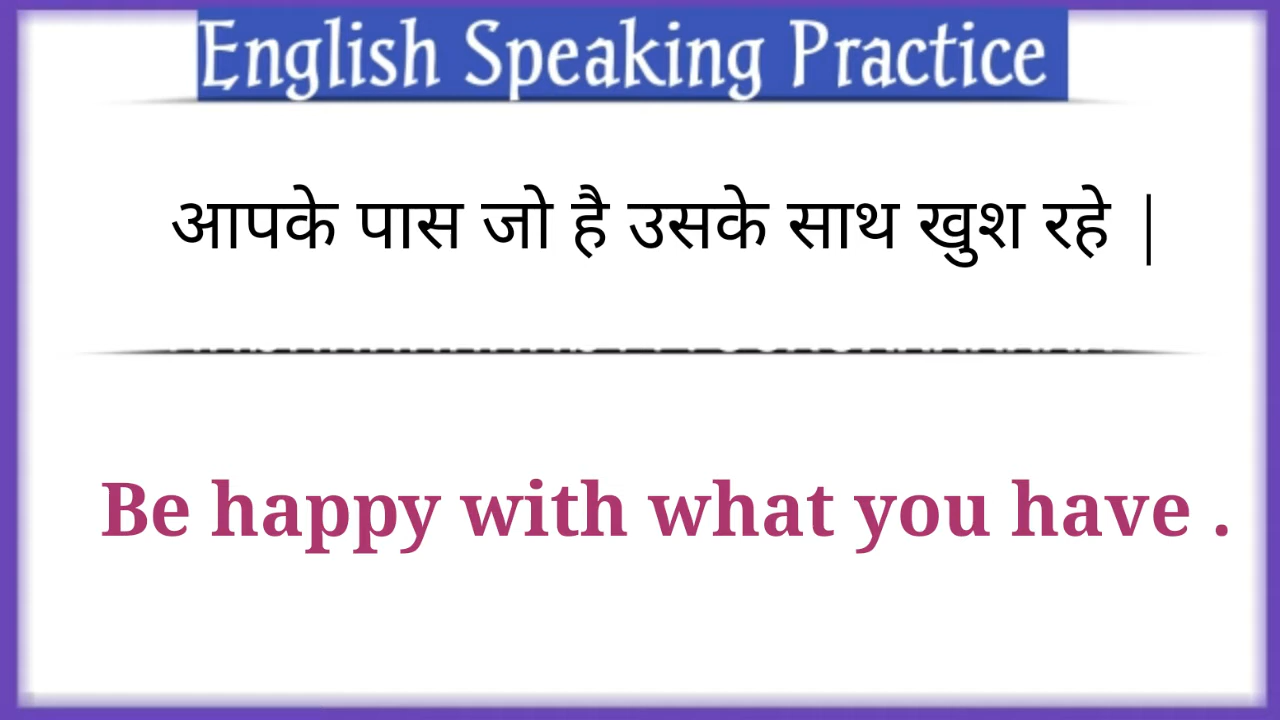 English Speaking Practice
आपके पास जो है उसके साथ खुश रहे |
Be happy with what you have .